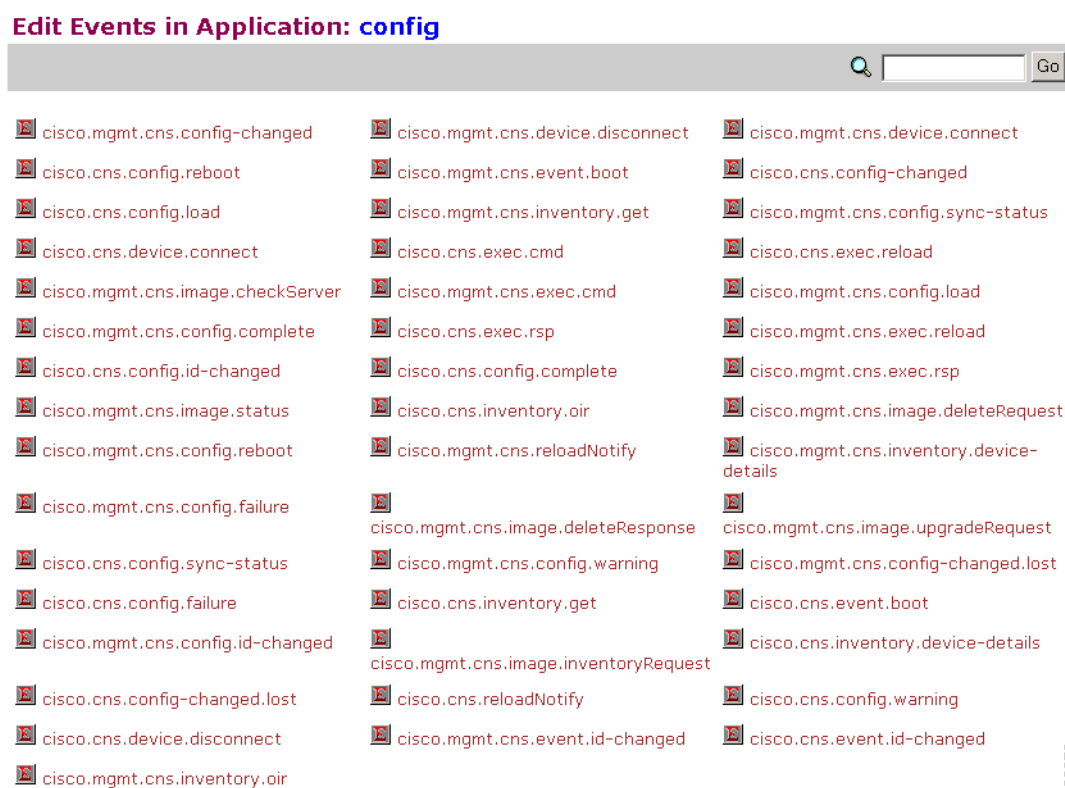 Edit Events in Application: config
Go
cisco.mgmt.cns.config-changed cisco.mgmt.cns.device.disconnect cisco.mgmt.cns.device.connect
cisco.cns.config.reboot cisco.mgmt.cns.event.boot cisco.cns.config-changed
cisco.cns.config.load cisco.mgmt.cns.inventory.get cisco.mgmt.cns.config.sync-status
cisco.cns.device.connect cisco.cns.exec.cmd cisco.cns.exec.reload
cisco.mgmt.cns.image.checkServer cisco.mgmt.cns.exec.cmd cisco.mgmt.cns.config.load
cisco.mgmt.cns.config.complete cisco.cns.exec.rsp cisco.mgmt.cns.exec.reload
cisco.cns.config.id-changed cisco.cns.config.complete cisco.mgmt.cns.exec.rsp
cisco.mgmt.cns.image.status cisco.cns.inventory.oir cisco.mgmt.cns.image.deleteRequest
cisco.mgmt.cns.config.reboot cisco.mgmt.cns.reloadNotify cisco.mgmt.cns.inventory.device-
details
cisco.mgmt.cns.config.failure
cisco.mgmt.cns.image.deleteResponse cisco.mgmt.cns.image.upgradeRequest
cisco.cns.config.sync-status cisco.mgmt.cns.config.warning cisco.mgmt.cns.config-changed.lost
cisco.cns.config.failure cisco.cns.inventory.get cisco.cns.event.boot
cisco.mgmt.cns.config.id-changed cisco.cns.inventory.device-details
cisco.mgmt.cns.image.inventoryRequest
cisco.cns.config-changed.lost cisco.cns.reloadNotify cisco.cns.config.warning
cisco.cns.device.disconnect cisco.mgmt.cns.event.id-changed cisco.cns.event.id-changed
cisco.mgmt.cns.inventory.oir